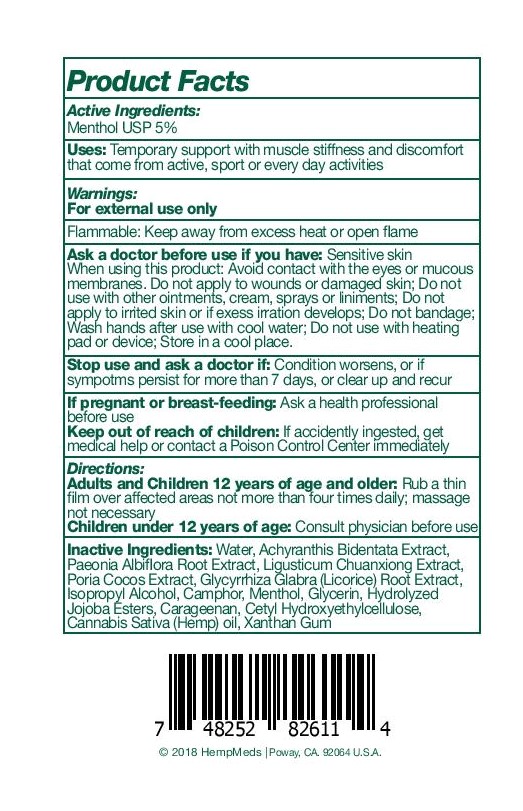 Product Facts
Active Ingredients:
Menthol USP 5%
Uses: Temporary support with muscle stiffness and discomfort
that come from active, sport or every day activities
Warnings:
For external use only
Flammable: Keep away from excess heat or open flame
Ask a doctor before use if you have: Sensitive skin
When using this product: Avoid contact with the eyes or mucous
membranes. Do not apply to wounds or damaged skin; Do not
use with other ointments, cream, sprays or liniments; Do not
apply to irrited skin or if exess irration develops; Do not bandage;
Wash hands after use with cool water; Do not use with heating
pad or device; Store in a cool place.
Stop use and ask a doctor if: Condition worsens, or if
sympotms persist for more than 7 days, or clear up and recur
If pregnant or breast-feeding: Ask a health professional
before use
Keep out of reach of children: If accidently ingested, get
medical help or contact a Poison Control Center immediately
Directions:
Adults and Children 12 years of age and older: Rub a thin
film over affected areas not more than four times daily; massage
not necessary
Children under 12 years of age: Consult physician before use
Inactive Ingredients: Water, Achyranthis Bidentata Extract,
Paeonia Albiflora Root Extract, Ligusticum Chuanxiong Extract,
Poria Cocos Extract, Glycyrrhiza Glabra (Licorice) Root Extract,
Isopropyl Alcohol, Camphor, Menthol, Glycerin, Hydrolyzed
Jojoba Esters, Carageenan, Cetyl Hydroxyethylcellulose,
Cannabis Sativa (Hemp) oil, Xanthan Gum
7 48252 82611 4
© 2018 HempMeds | Poway, CA. 92064 U.S.A.